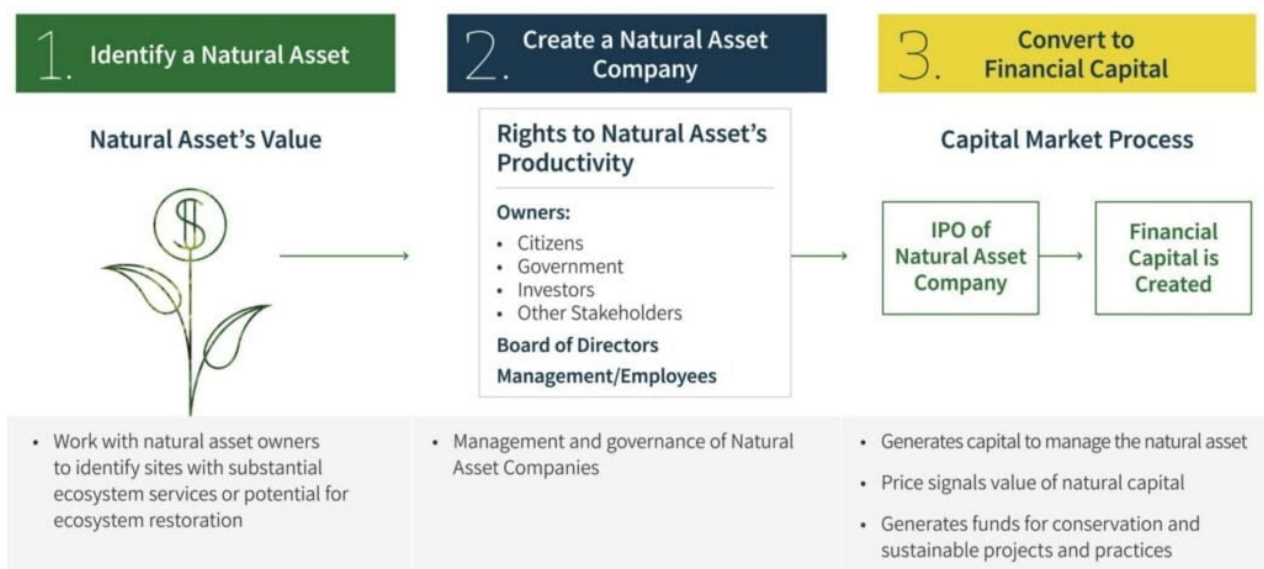 1. Identify a Natural Asset
Natural Asset's Value
$
• Work with natural asset owners
to identify sites with substantial
ecosystem services or potential for
ecosystem restoration
2. Create a Natural Asset
Company
Rights to Natural Asset's
Productivity
Owners:
• Citizens
• Government
• Investors
• Other Stakeholders
Board of Directors
Management/Employees
• Management and governance of Natural
Asset Companies
3. Convert to
Financial Capital
Capital Market Process
IPO of
Natural Asset
Company
Financial
Capital is
Created
• Generates capital to manage the natural asset
• Price signals value of natural capital
• Generates funds for conservation and
sustainable projects and practices